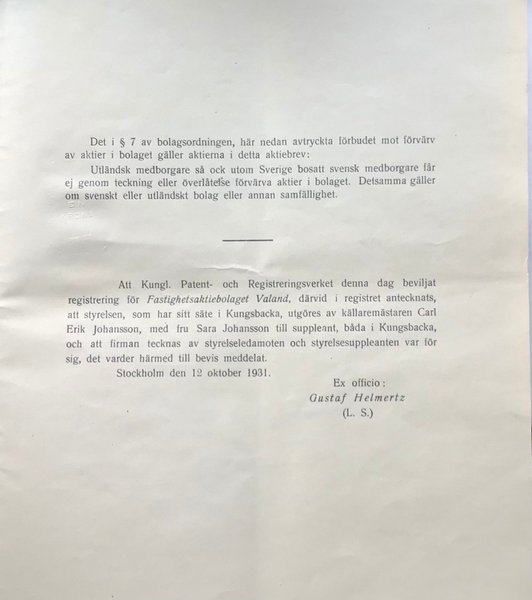 Det i § 7 av bolagsordningen, här nedan avtryckta förbudet mot förvärv
av aktier i bolaget gäller aktierna i detta aktiebrev:
Utländsk medborgare så ock utom Sverige bosatt svensk medborgare får
ej genom teckning eller överlåtelse förvärva aktier i bolaget. Detsamma gäller
om svenskt eller utländskt bolag eller annan samfällighet.
Att Kungl. Patent- och Registreringsverket denna dag beviljat
registrering för Fastighetsaktiebolaget Valand, därvid i registret antecknats,
att styrelsen, som har sitt säte i Kungsbacka, utgöres av källaremästaren Carl
Erik Johansson, med fru Sara Johansson till suppleant, båda i Kungsbacka,
och att firman tecknas av styrelseledamoten och styrelsesuppleanten var för
sig, det varder härmed till bevis meddelat.
Stockholm den 12 oktober 1931.
Ex officio:
Gustaf Helmertz
(L. S.)